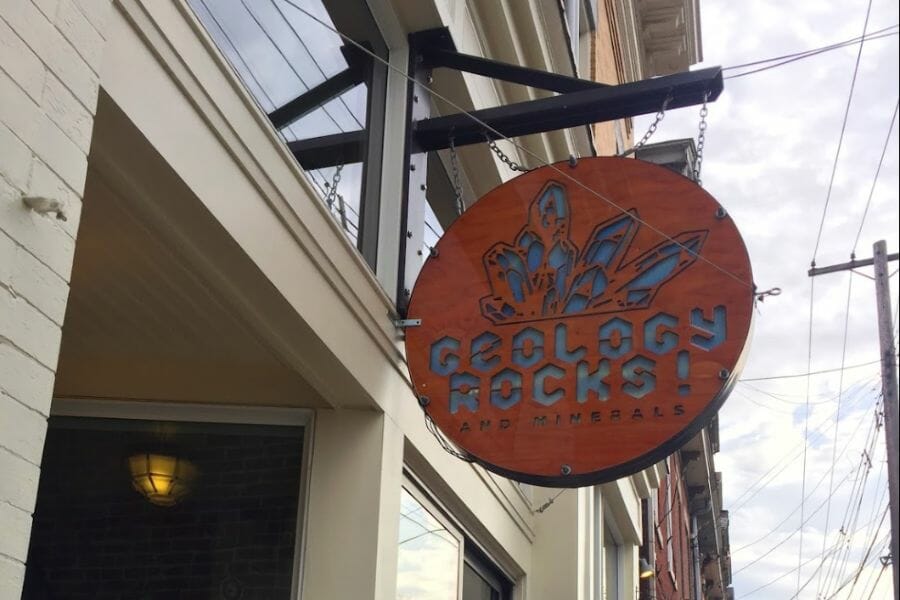 GEOLOGY
ROCKS!
AND MINERALS